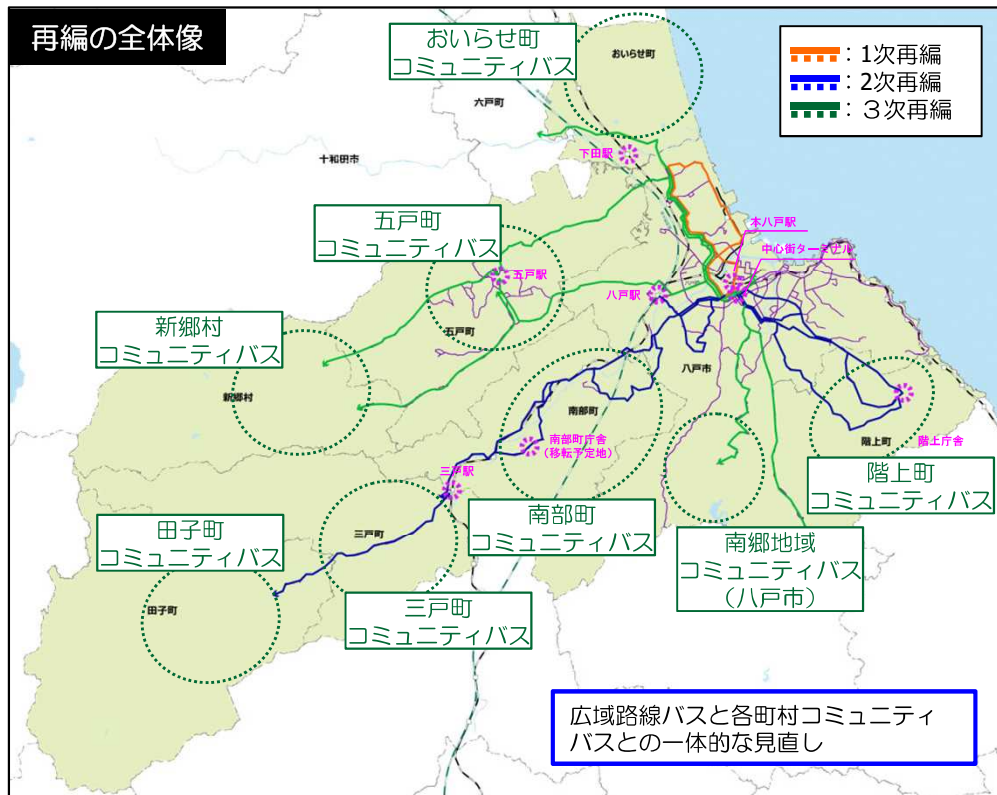 再編の全体像
おいらせ町
コミュニティバス
おいらせ町
：1次再編
：2次再編
：３次再編
六戸町
十和田市
下田駅
本八戸駅
中心街ターミナル
五戸町
コミュニティバス
五戸駅
八戸駅
五戸町
新郷村
コミュニティバス
新郷村
八戸市
南部町
南部町庁舎
（移転予定地）
階上町
階上庁舎
三戸駅
階上町
コミュニティバス
田子町
コミュニティバス
三戸町
南部町
コミュニティバス
南郷地域
コミュニティバス
（八戸市）
田子町
三戸町
コミュニティバス
広域路線バスと各町村コミュニティ
バスとの一体的な見直し